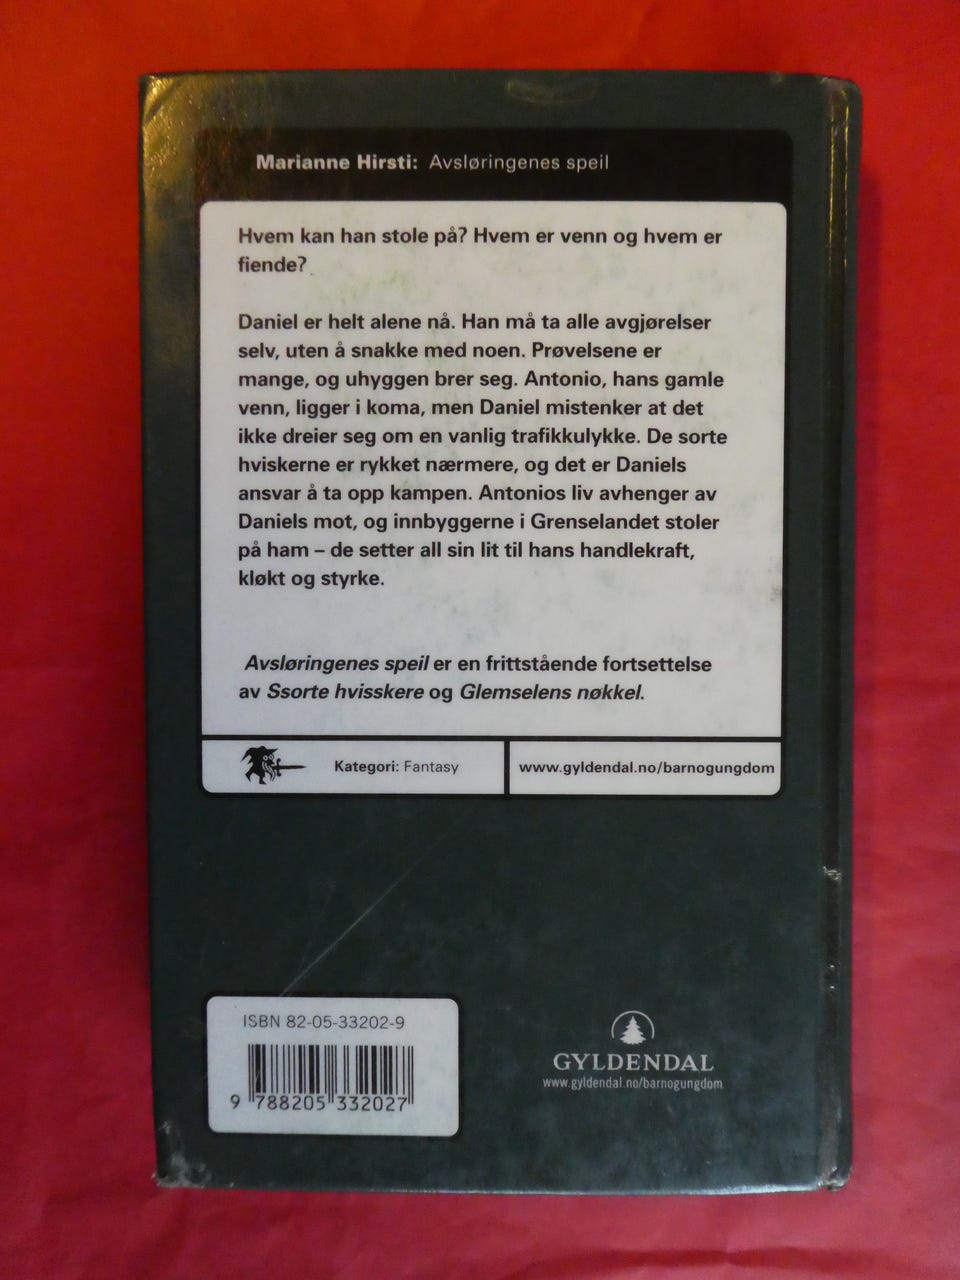 Marianne Hirsti: Avsløringenes speil
Hvem kan han stole på? Hvem er venn og hvem er
fiende?
Daniel er helt alene nå. Han må ta alle avgjørelser
selv, uten å snakke med noen. Prøvelsene er
mange, og uhyggen brer seg. Antonio, hans gamle
venn, ligger i koma, men Daniel mistenker at det
ikke dreier seg om en vanlig trafikkulykke. De sorte
hviskerne er rykket nærmere, og det er Daniels
ansvar å ta opp kampen. Antonios liv avhenger av
Daniels mot, og innbyggerne i Grenselandet stoler
på ham – de setter all sin lit til hans handlekraft,
kløkt og styrke.
Avsløringenes speil er en frittstående fortsettelse
av Ssorte hvisskere og Glemselens nøkkel.
Kategori: Fantasy
www.gyldendal.no/barnogungdom
ISBN 82-05-33202-9
9 788205 332027
GYLDENDAL
www.gyldendal.no/barnogungdom